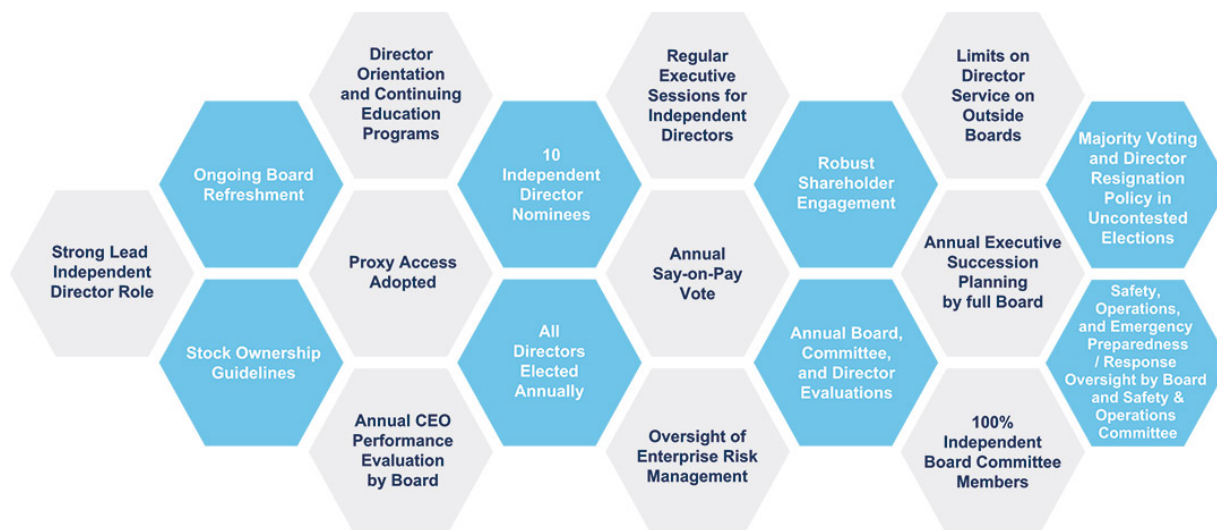 Strong Lead
Independent
Director Role
Ongoing Board
Refreshment
Stock Ownership
Guidelines
Director
Orientation
and Continuing
Education
Programs
Proxy Access
Adopted
Annual CEO
Performance
Evaluation
by Board
10
Independent
Director
Nominees
All
Directors
Elected
Annually
Regular
Executive
Sessions for
Independent
Directors
Annual
Say-on-Pay
Vote
Oversight of
Enterprise Risk
Management
Robust
Shareholder
Engagement
Annual Board,
Committee,
and Director
Evaluations
Limits on
Director
Service on
Outside
Boards
Annual Executive
Succession
Planning
by full Board
100%
Independent
Board Committee
Members
Majority Voting
and Director
Resignation
Policy in
Uncontested
Elections
Safety,
Operations,
and Emergency
Preparedness
/ Response
Oversight by Board
and Safety &
Operations
Committee